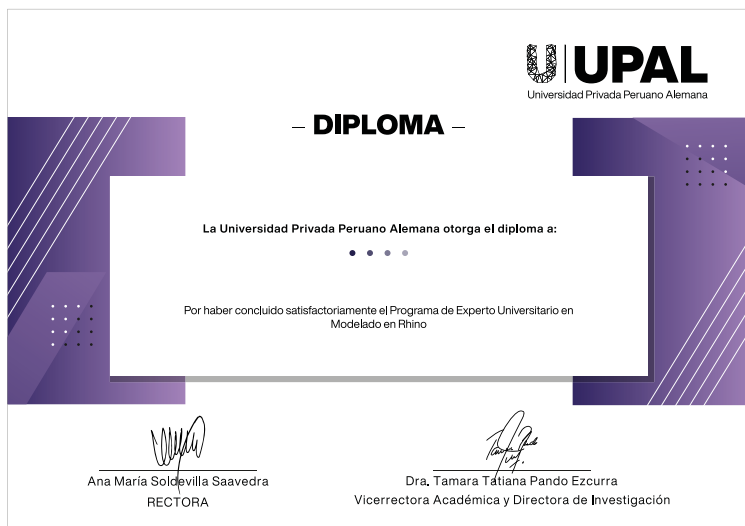 UPAL
Universidad Privada Peruano Alemana
– DIPLOMA –
La Universidad Privada Peruano Alemana otorga el diploma a:
Por haber concluido satisfactoriamente el Programa de Experto Universitario en
Modelado en Rhino
Ana María Soldevilla Saavedra
RECTORA
Dra. Tamara Tatiana Pando Ezcurra
Vicerrectora Académica y Directora de Investigación